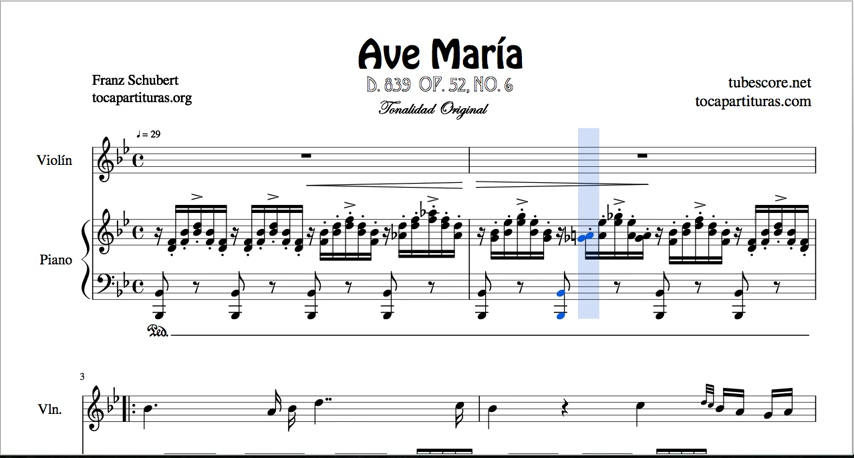 Ave María
D. 839 OP. 52, NO. 6
Tonalidad Original
Franz Schubert
tocapartituras.org
tubescore.net
tocapartituras.com
♩ = 29
Violín
Piano
Ped.
3
Vln.